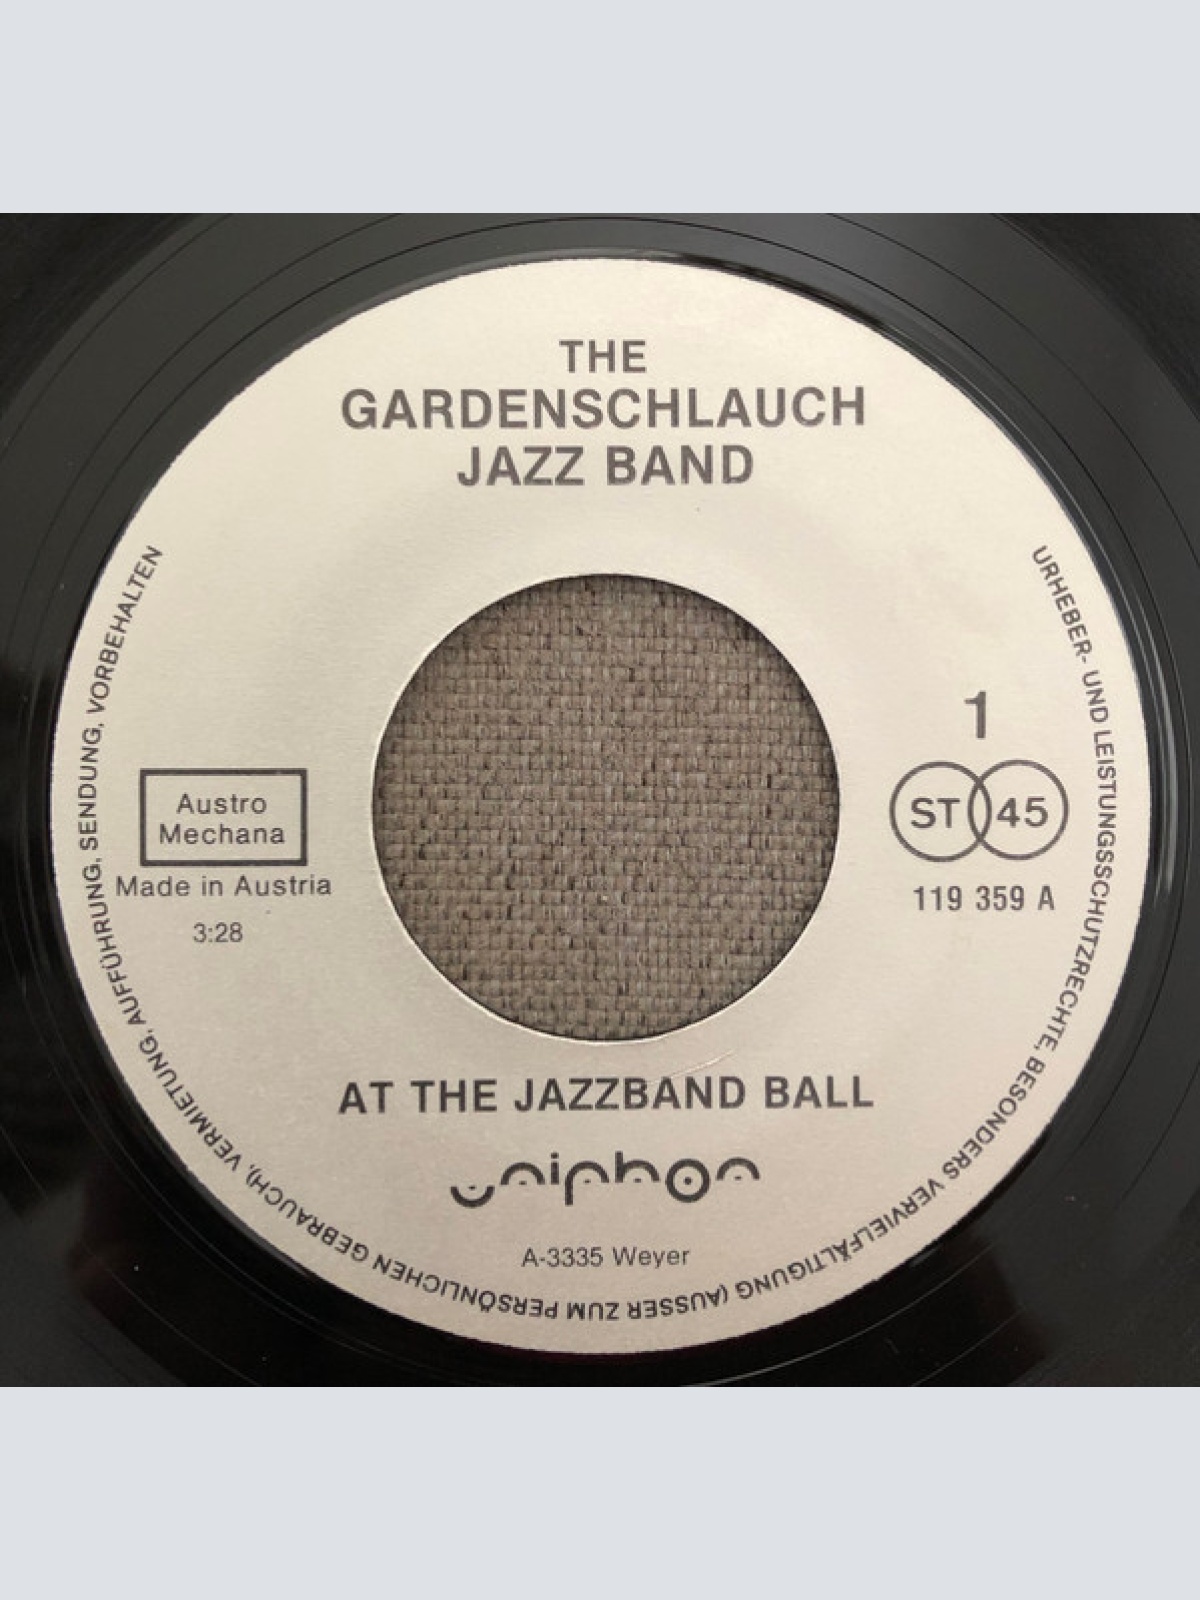 THE
GARDENSCHLAUCH
JAZZ BAND
1
ST 45
119 359 A
Austro
Mechana
Made in Austria
3:28
AT THE JAZZBAND BALL
uniphon
A-3335 Weyer
URHEBER- UND LEISTUNGSSCHUTZRECHTE, BESONDERS VERVIELFÄLTIGUNG (AUSSER ZUM PERSÖNLICHEN GEBRAUCH), VERMIETUNG, AUFFÜHRUNG, SENDUNG, VORBEHALTEN